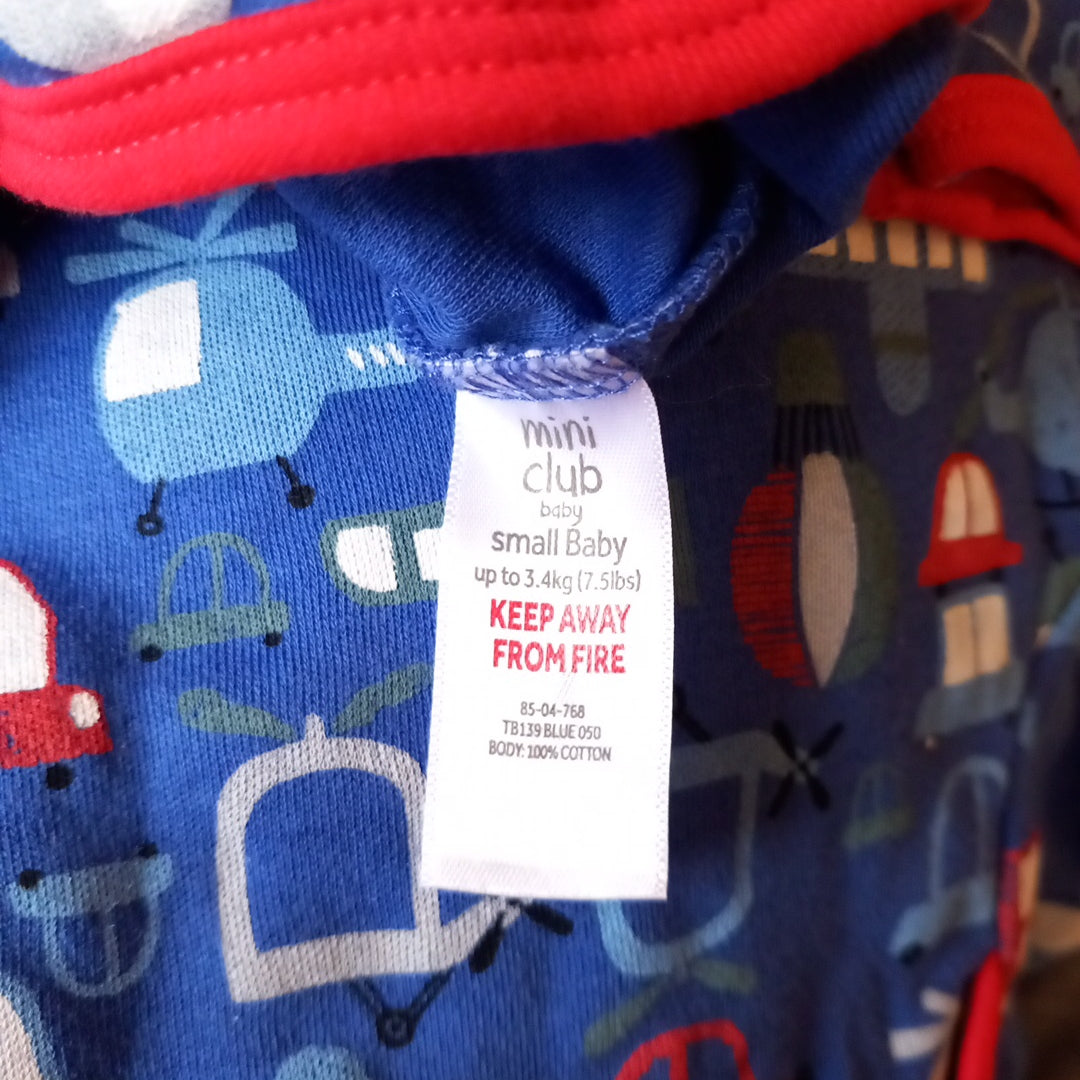 mini
club
baby
small Baby
up to 3.4kg (7.5lbs)
KEEP AWAY
FROM FIRE
85-04-768
TB139 BLUE 050
BODY: 100% COTTON